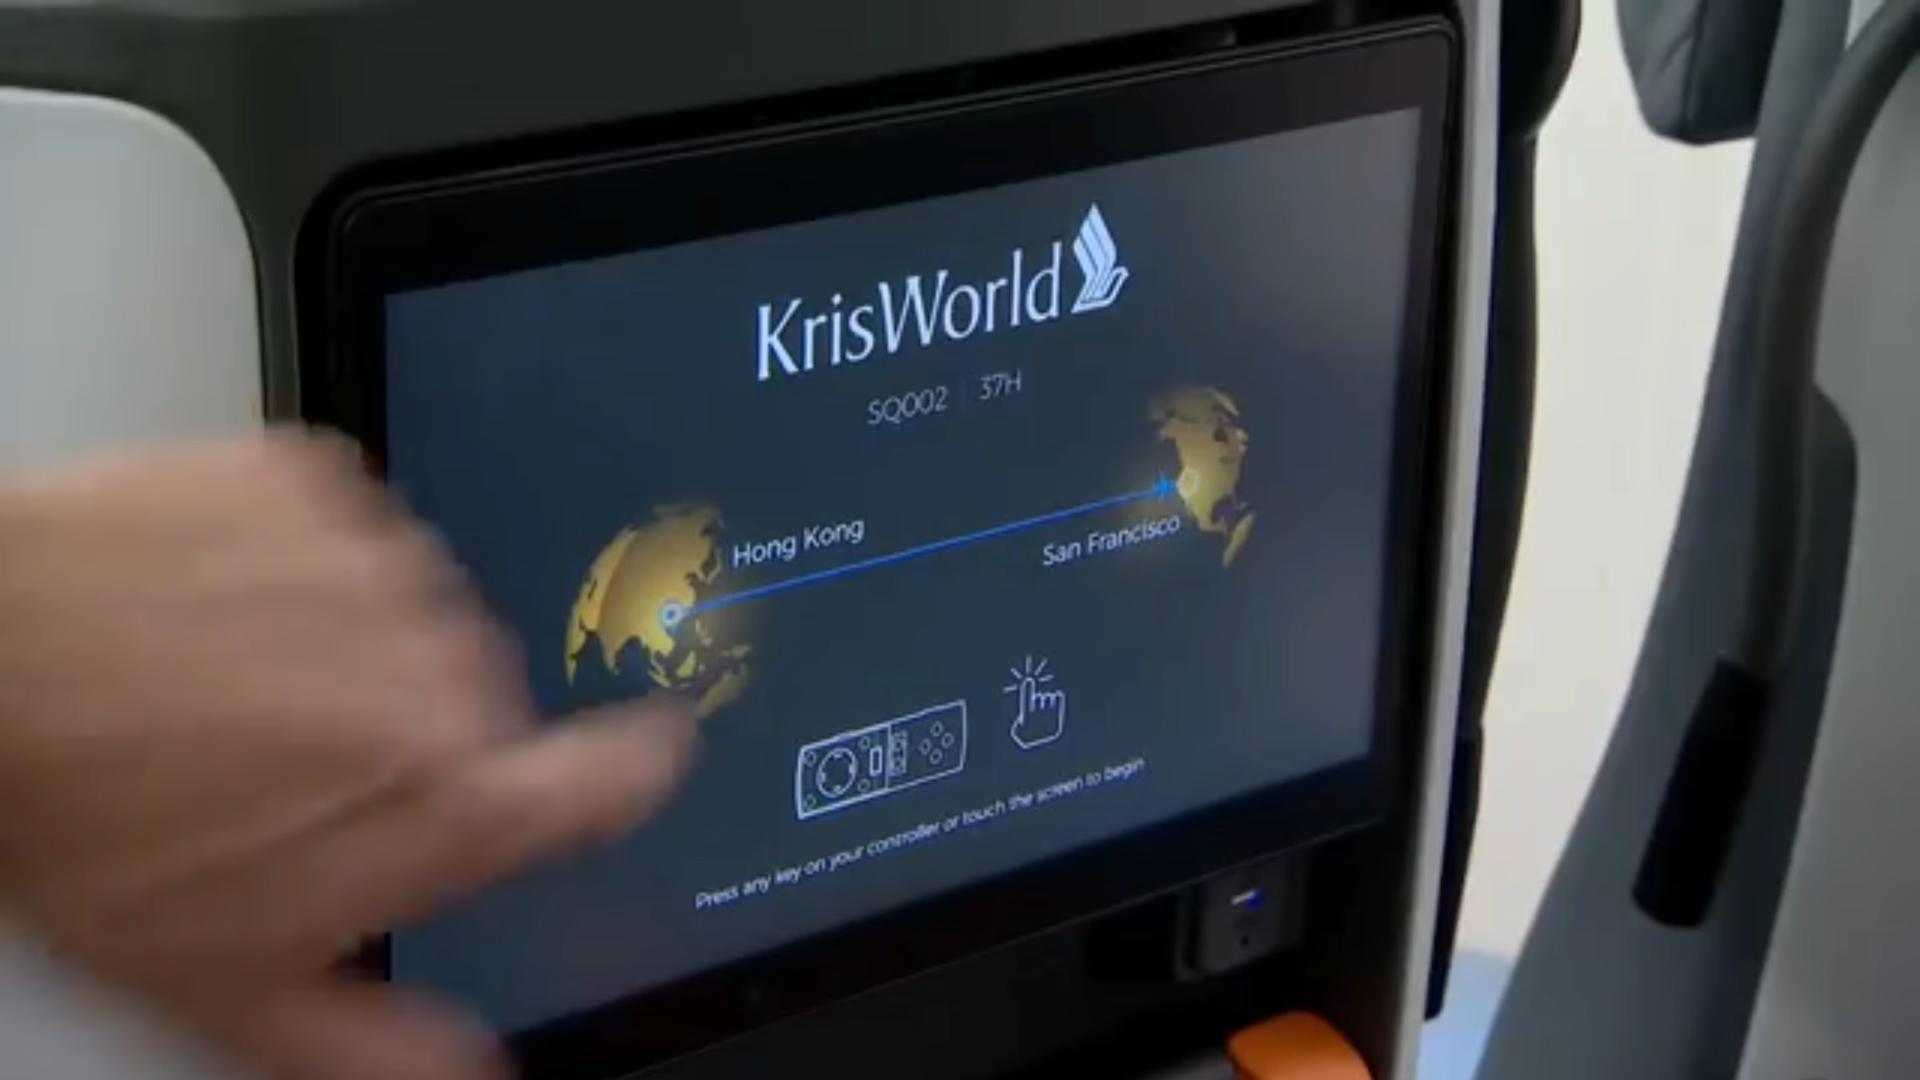 KrisWorld
SQ002 | 37H
Hong Kong
San Francisco
Press any key on your controller or touch the screen to begin